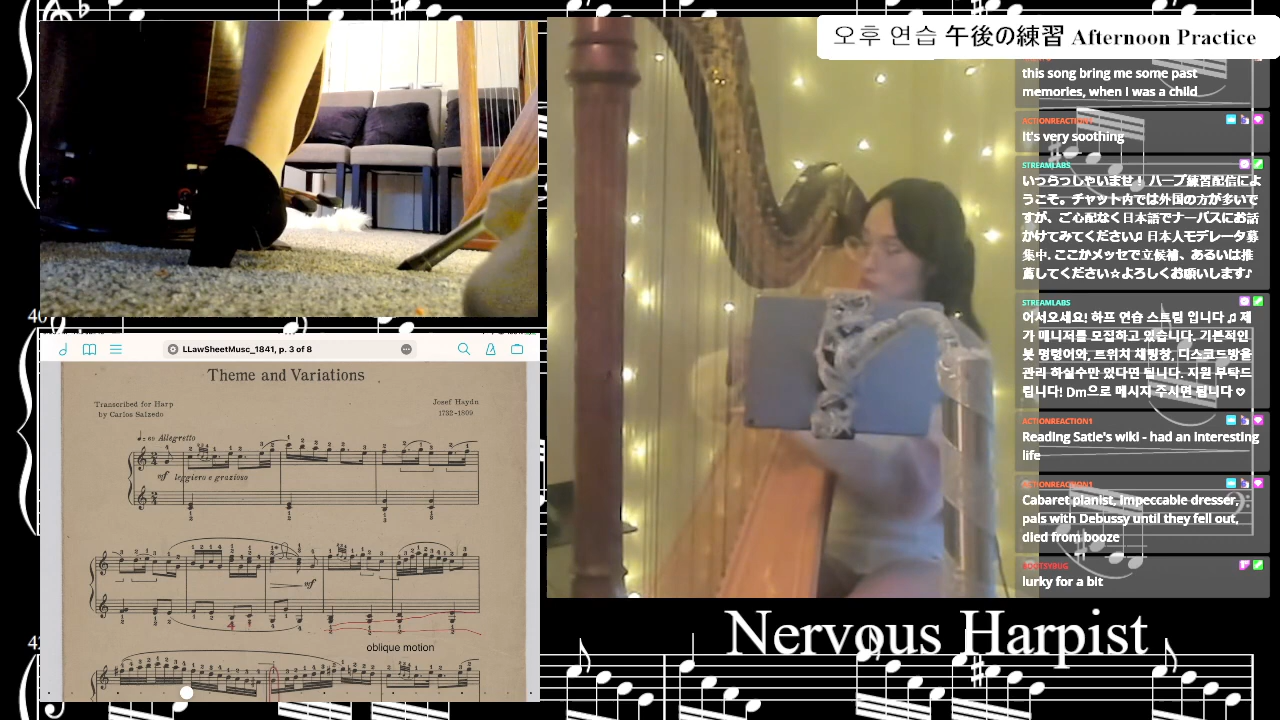 오후 연습 午後の練習 Afternoon Practice
LLawSheetMusc_1841, p. 3 of 8
Theme and Variations
Transcribed for Harp
by Carlos Salzedo
Josef Haydn
1732-1809
Allegretto
mf leggiero e grazioso
mf
oblique motion
this song bring me some past
memories, when I was a child
ACTIONREACTION1
It's very soothing
STREAMLABS
いらっしゃいませ！ ハープ練習配信によ
うこそ。チャット内では外国の方が多いで
すが、ご心配なく日本語でナーバスにお話
かけてみてください♫ 日本人モデレータ募
集中. ここかメッセで立候補、あるいは推
薦してください☆よろしくお願いします♪
STREAMLABS
어서오세요! 하프 연습 스트림 입니다 ♫ 제
가 매니저를 모집하고 있습니다. 기본적인
봇 명령어와, 트위치 채팅창, 디스코드방을
관리 하실수만 있다면 됩니다. 지원 부탁드
립니다! Dm으로 메시지 주시면 됩니다 ♡
ACTIONREACTION1
Reading Satie's wiki - had an interesting
life
ACTIONREACTION1
Cabaret pianist, impeccable dresser,
pals with Debussy until they fell out,
died from booze
lurky for a bit
Nervous Harpist